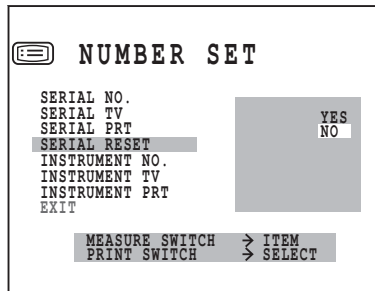 NUMBER SET
SERIAL NO.
SERIAL TV
SERIAL PRT
SERIAL RESET
INSTRUMENT NO.
INSTRUMENT TV
INSTRUMENT PRT
EXIT
YES
NO
MEASURE SWITCH → ITEM
PRINT SWITCH → SELECT